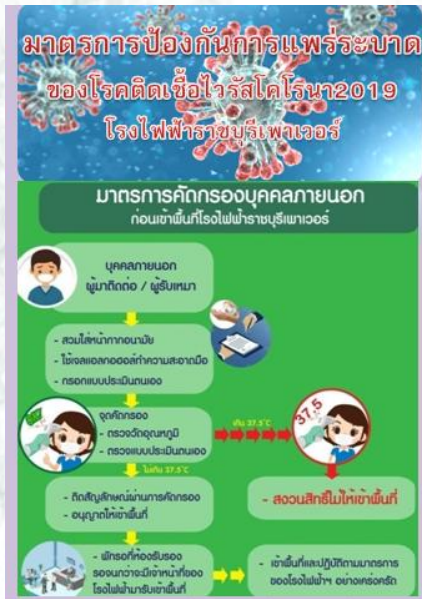 มาตรการป้องกันการแพร่ระบาด
ของโรคติดเชื้อไวรัสโคโรนา2019
โรงไฟฟ้าราชบุรีเพาเวอร์
มาตรการคัดกรองบุคคลภายนอก
ก่อนเข้าพื้นที่โรงไฟฟ้าราชบุรีเพาเวอร์
บุคคลภายนอก
ผู้มาติดต่อ / ผู้รับเหมา
- สวมใส่หน้ากากอนามัย
- ใช้เจลแอลกอฮอล์ทำความสะอาดมือ
- กรอกแบบประเมินตนเอง
จุดคัดกรอง
- ตรวจวัดอุณหภูมิ
- ตรวจแบบประเมินตนเอง
เกิน 37.5°C
37.5
- สงวนสิทธิ์ไม่ให้เข้าพื้นที่
ไม่เกิน 37.5°C
- ติดสัญลักษณ์ผ่านการคัดกรอง
- อนุญาตให้เข้าพื้นที่
- พักรอที่ห้องรับรอง
รอจนกว่าจะมีเจ้าหน้าที่ของ
โรงไฟฟ้ามารับเข้าพื้นที่
- เข้าพื้นที่และปฏิบัติตามมาตรการ
ของโรงไฟฟ้าฯ อย่างเคร่งครัด